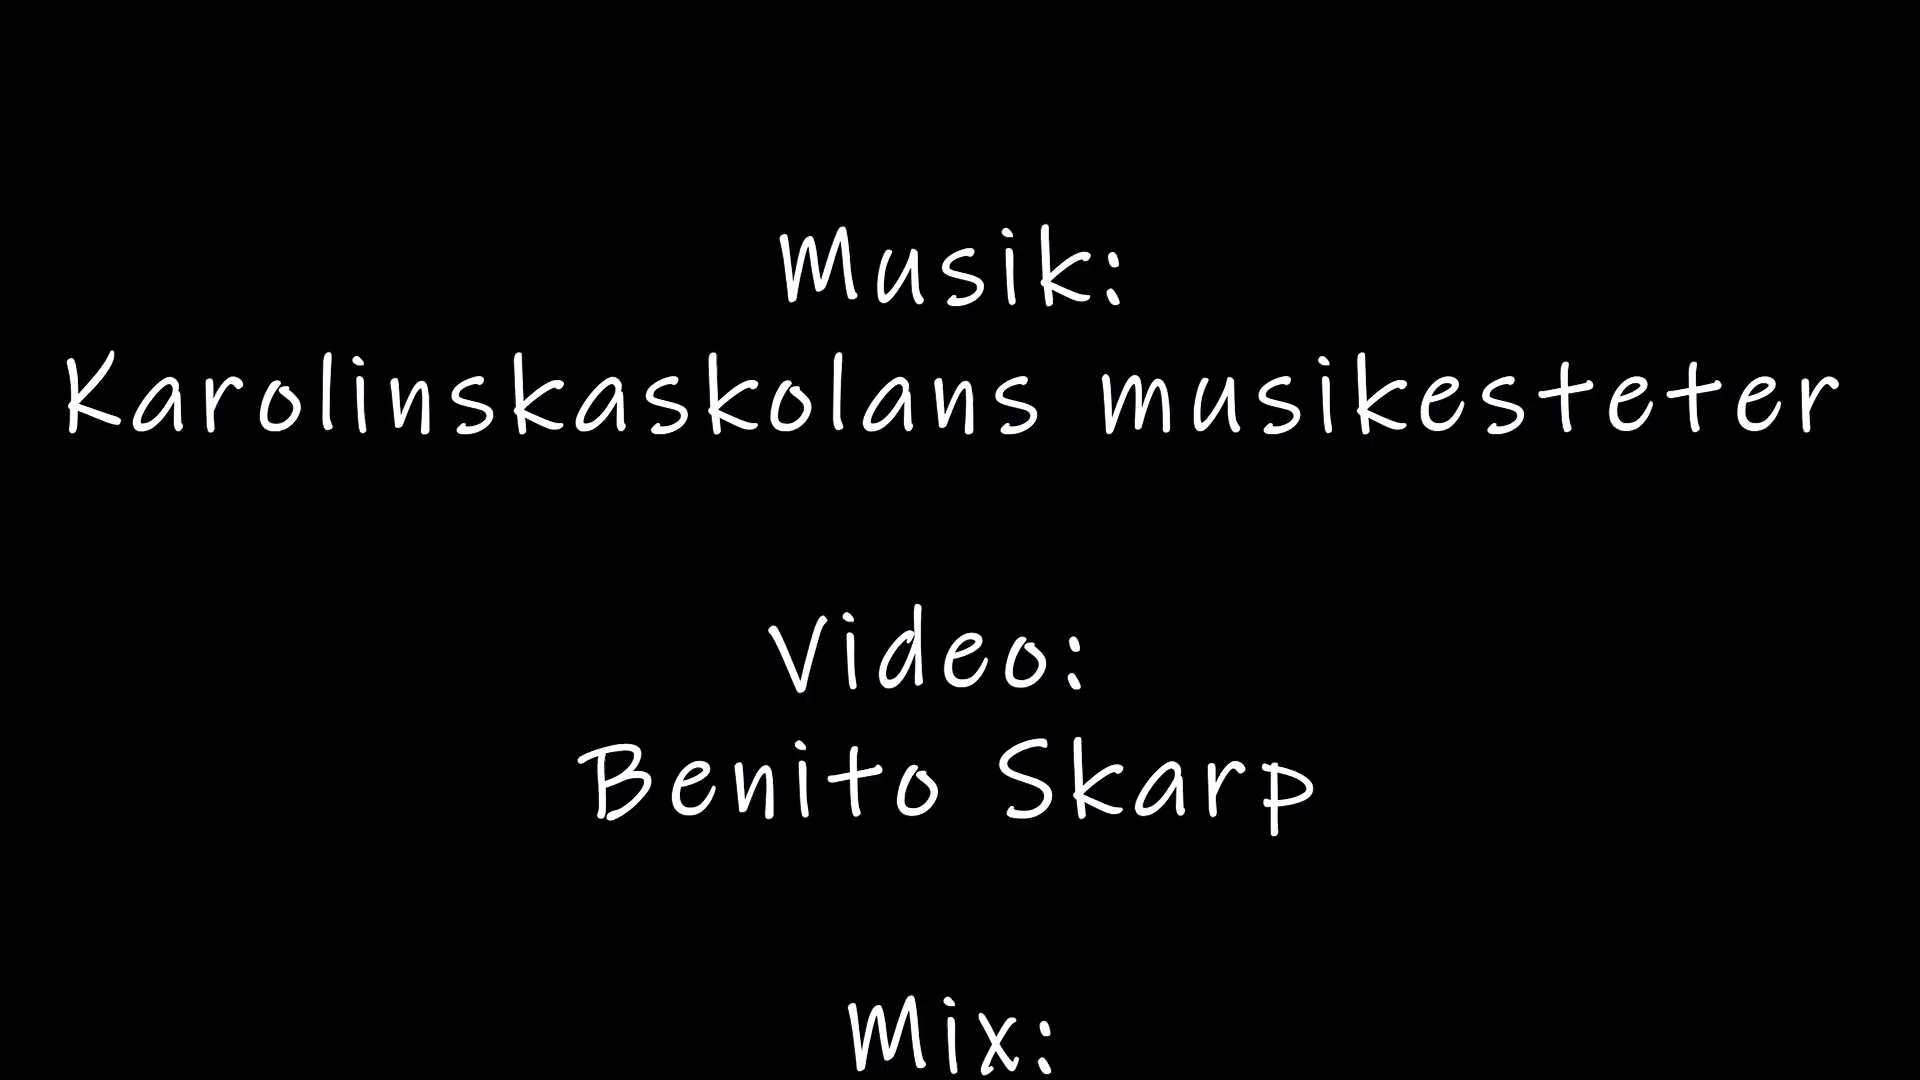 Musik:
Karolinskaskolans musikesteter
Video:
Benito Skarp
Mix: